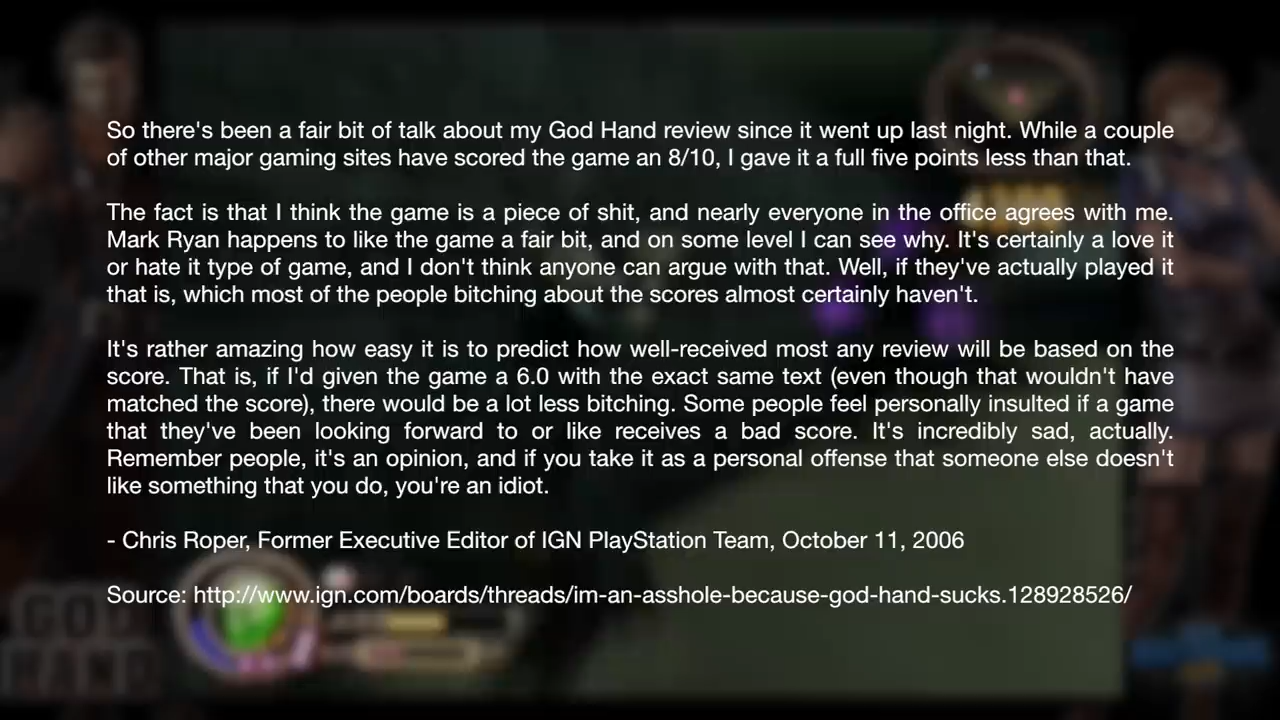 So there's been a fair bit of talk about my God Hand review since it went up last night. While a couple
of other major gaming sites have scored the game an 8/10, I gave it a full five points less than that.
The fact is that I think the game is a piece of shit, and nearly everyone in the office agrees with me.
Mark Ryan happens to like the game a fair bit, and on some level I can see why. It's certainly a love it
or hate it type of game, and I don't think anyone can argue with that. Well, if they've actually played it
that is, which most of the people bitching about the scores almost certainly haven't.
It's rather amazing how easy it is to predict how well-received most any review will be based on the
score. That is, if I'd given the game a 6.0 with the exact same text (even though that wouldn't have
matched the score), there would be a lot less bitching. Some people feel personally insulted if a game
that they've been looking forward to or like receives a bad score. It's incredibly sad, actually.
Remember people, it's an opinion, and if you take it as a personal offense that someone else doesn't
like something that you do, you're an idiot.
- Chris Roper, Former Executive Editor of IGN PlayStation Team, October 11, 2006
Source: http://www.ign.com/boards/threads/im-an-asshole-because-god-hand-sucks.128928526/
GOD
HAND